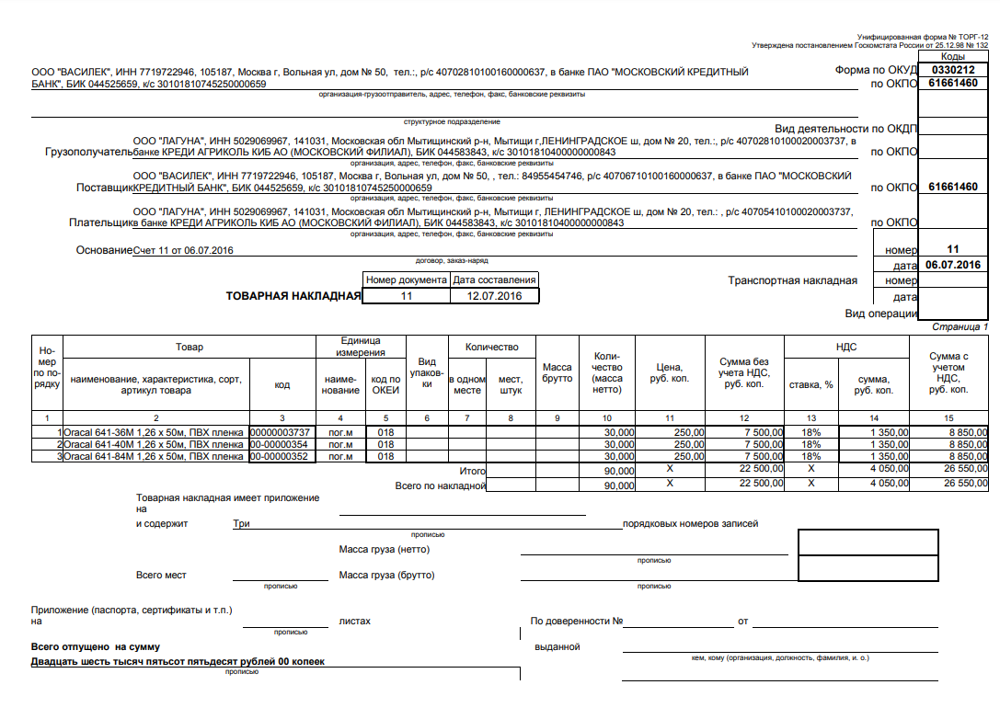 Унифицированная форма № ТОРГ-12
Утверждена постановлением Госкомстата России от 25.12.98 № 132
Коды
Форма по ОКУД 0330212
ООО "ВАСИЛЕК", ИНН 7719722946, 105187, Москва г, Вольная ул, дом № 50, тел.:, р/с 40702810100160000637, в банке ПАО "МОСКОВСКИЙ КРЕДИТНЫЙ
БАНК", БИК 044525659, к/с 30101810745250000659 по ОКПО 61661460
организация-грузоотправитель, адрес, телефон, факс, банковские реквизиты
структурное подразделение
Вид деятельности по ОКДП
ООО "ЛАГУНА", ИНН 5029069967, 141031, Московская обл Мытищинский р-н, Мытищи г,ЛЕНИНГРАДСКОЕ ш, дом № 20, тел.:, р/с 40702810100020003737, в
Грузополучатель банке КРЕДИ АГРИКОЛЬ КИБ АО (МОСКОВСКИЙ ФИЛИАЛ), БИК 044583843, к/с 30101810400000000843 по ОКПО
организация, адрес, телефон, факс, банковские реквизиты
ООО "ВАСИЛЕК", ИНН 7719722946, 105187, Москва г, Вольная ул, дом № 50, , тел.: 84955454746, р/с 40706710100160000637, в банке ПАО "МОСКОВСКИЙ
Поставщик КРЕДИТНЫЙ БАНК", БИК 044525659, к/с 30101810745250000659 по ОКПО 61661460
организация, адрес, телефон, факс, банковские реквизиты
ООО "ЛАГУНА", ИНН 5029069967, 141031, Московская обл Мытищинский р-н, Мытищи г, ЛЕНИНГРАДСКОЕ ш, дом № 20, тел.: , р/с 40705410100020003737,
Плательщик в банке КРЕДИ АГРИКОЛЬ КИБ АО (МОСКОВСКИЙ ФИЛИАЛ), БИК 044583843, к/с 30101810400000000843 по ОКПО
организация, адрес, телефон, факс, банковские реквизиты
Основание Счет 11 от 06.07.2016 номер 11
договор, заказ-наряд дата 06.07.2016
Номер документа Дата составления Транспортная накладная номер
ТОВАРНАЯ НАКЛАДНАЯ 11 12.07.2016 дата
Вид операции
Страница 1
Но-мер по по-рядку Товар Единица измерения Вид упаков-ки Количество Масса брутто Коли-чество (масса нетто) Цена, руб. коп. Сумма без учета НДС, руб. коп. НДС Сумма с учетом НДС, руб. коп.
наименование, характеристика, сорт, артикул товара код наиме-нование код по ОКЕИ в одном месте мест, штук ставка, % сумма, руб. коп.
1 2 3 4 5 6 7 8 9 10 11 12 13 14 15
1 Oracal 641-36M 1,26 x 50м, ПВХ пленка 00000003737 пог.м 018 30,000 250,00 7 500,00 18% 1 350,00 8 850,00
2 Oracal 641-40M 1,26 x 50м, ПВХ пленка 00-00000354 пог.м 018 30,000 250,00 7 500,00 18% 1 350,00 8 850,00
3 Oracal 641-84M 1,26 x 50м, ПВХ пленка 00-00000352 пог.м 018 30,000 250,00 7 500,00 18% 1 350,00 8 850,00
Итого 90,000 X 22 500,00 X 4 050,00 26 550,00
Всего по накладной 90,000 X 22 500,00 X 4 050,00 26 550,00
Товарная накладная имеет приложение
на
и содержит Три порядковых номеров записей
прописью
Масса груза (нетто)
прописью
Всего мест Масса груза (брутто)
прописью прописью
Приложение (паспорта, сертификаты и т.п.)
на листах По доверенности № от
прописью
Всего отпущено на сумму выданной
кем, кому (организация, должность, фамилия, и. о.)
Двадцать шесть тысяч пятьсот пятьдесят рублей 00 копеек
прописью